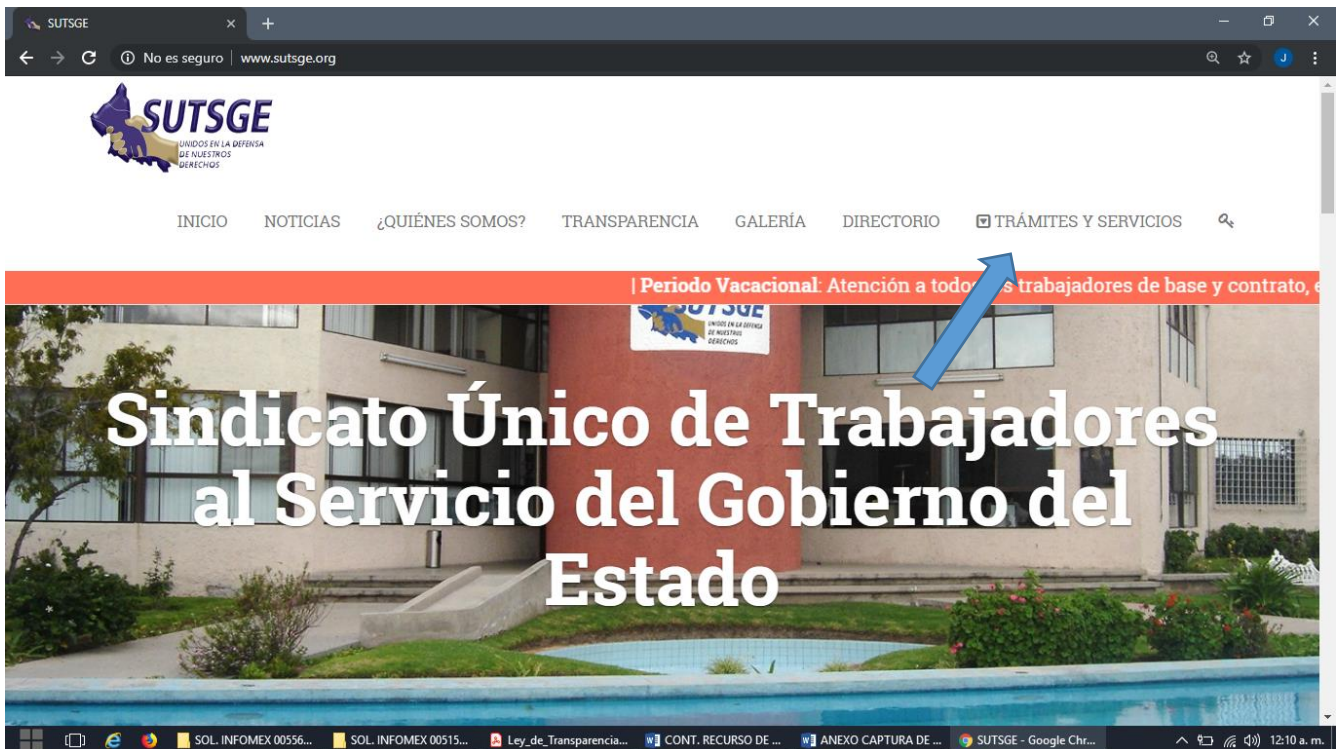 SUTSGE
No es seguro | www.sutsge.org
J
SUTSGE
UNIDOS EN LA DEFENSA
DE NUESTROS
DERECHOS
INICIO NOTICIAS ¿QUIÉNES SOMOS? TRANSPARENCIA GALERÍA DIRECTORIO TRÁMITES Y SERVICIOS
| Periodo Vacacional: Atención a trabajadores de base y contrato,
SUTSGE
UNIDOS EN LA DEFENSA
DE NUESTROS
DERECHOS
Sindicato Único de Trabajadores
al Servicio del Gobierno del
Estado
SOL. INFOMEX 00556... SOL. INFOMEX 00515... Ley_de_Transparencia... CONT. RECURSO DE ... ANEXO CAPTURA DE ... SUTSGE - Google Chr... 12:10 a. m.